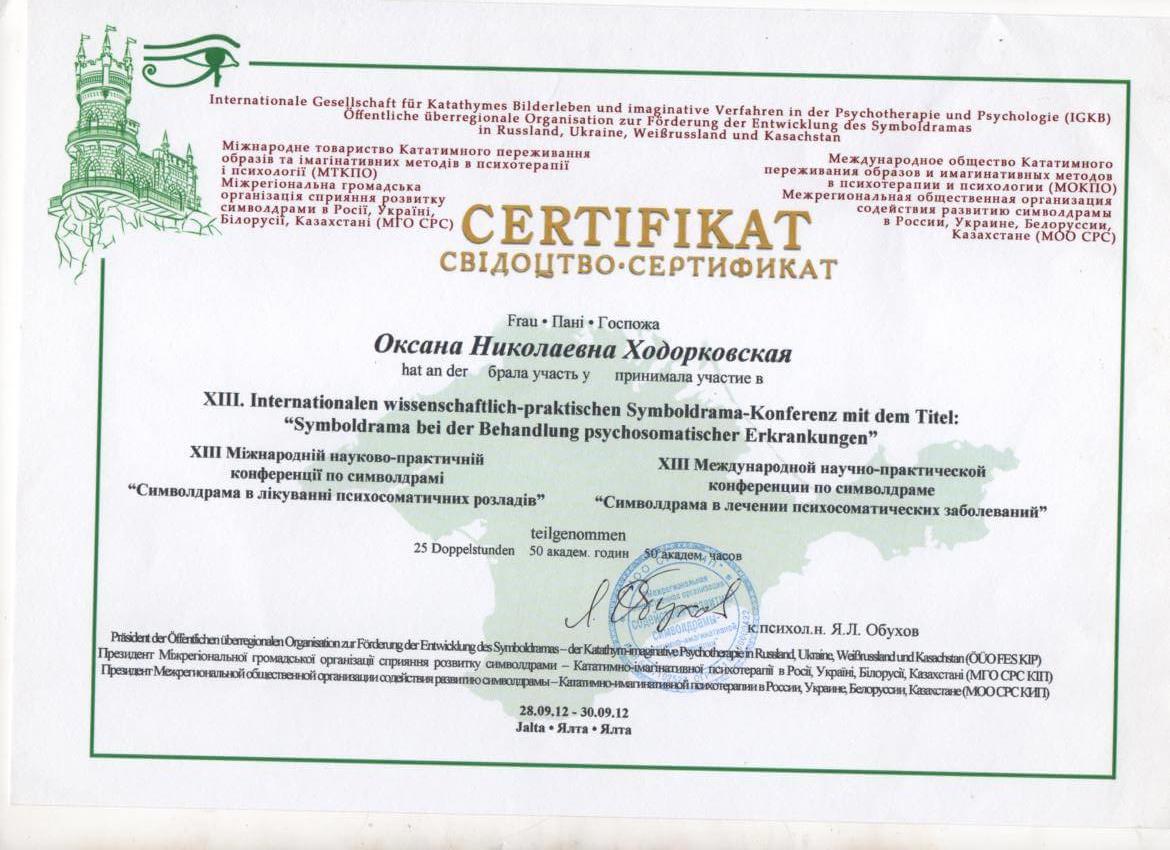 Internationale Gesellschaft für Katathymes Bilderleben und imaginative Verfahren in der Psychotherapie und Psychologie (IGKB)
Öffentliche überregionale Organisation zur Förderung der Entwicklung des Symboldramas
in Russland, Ukraine, Weißrussland und Kasachstan
Міжнародне товариство Кататимного переживання
образів та імагінативних методів в психотерапії
і психології (МТКПО)
Міжрегіональна громадська
організація сприяння розвитку
символдрами в Росії, Україні,
Білорусії, Казахстані (МГО СРС)
Международное общество Кататимного
переживания образов и имагинативных методов
в психотерапии и психологии (МОКПО)
Межрегиональная общественная организация
содействия развитию символдрамы
в России, Украине, Белоруссии,
Казахстане (МОО СРС)
CERTIFIKAT
СВІДОЦТВО·СЕРТИФИКАТ
Frau • Пані • Госпожа
Оксана Николаевна Ходорковская
hat an der брала участь у принимала участие в
XIII. Internationalen wissenschaftlich-praktischen Symboldrama-Konferenz mit dem Titel:
“Symboldrama bei der Behandlung psychosomatischer Erkrankungen”
XIII Міжнародній науково-практичній
конференції по символдрамі
“Символдрама в лікуванні психосоматичних розладів”
XIII Международной научно-практической
конференции по символдраме
“Символдрама в лечении психосоматических заболеваний”
teilgenommen
25 Doppelstunden 50 академ. годин 50 академ. часов
к.психол.н. Я.Л. Обухов
Präsident der Öffentlichen überregionalen Organisation zur Förderung der Entwicklung des Symboldramas – der Katathym-imaginative Psychotherapie in Russland, Ukraine, Weißrussland und Kasachstan (ÖÜO FES KIP)
Президент Міжрегіональної громадської організації сприяння розвитку символдрами – Кататимно-імагінативної психотерапії в Росії, Україні, Білорусії, Казахстані (МГО СРС КІП)
Президент Межрегиональной общественной организации содействия развитию символдрамы – Кататимно-имагинативной психотерапии в России, Украине, Белоруссии, Казахстане (МОО СРС КИП)
28.09.12 - 30.09.12
Jalta • Ялта • Ялта